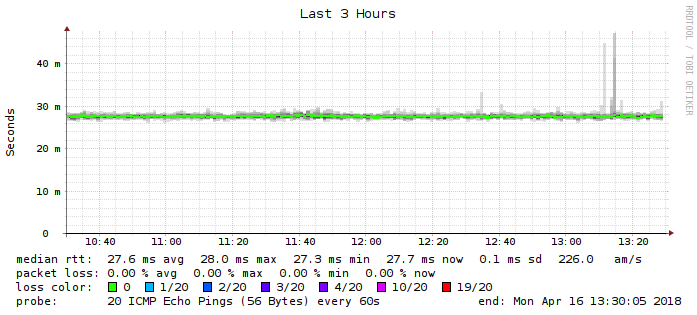 Last 3 Hours
RRDTOOL / TOBI OETIKER
Seconds
40 m
30 m
20 m
10 m
0
10:40 11:00 11:20 11:40 12:00 12:20 12:40 13:00 13:20
median rtt: 27.6 ms avg 28.0 ms max 27.3 ms min 27.7 ms now 0.1 ms sd 226.0 am/s
packet loss: 0.00 % avg 0.00 % max 0.00 % min 0.00 % now
loss color: 0 1/20 2/20 3/20 4/20 10/20 19/20
probe: 20 ICMP Echo Pings (56 Bytes) every 60s end: Mon Apr 16 13:30:05 2018